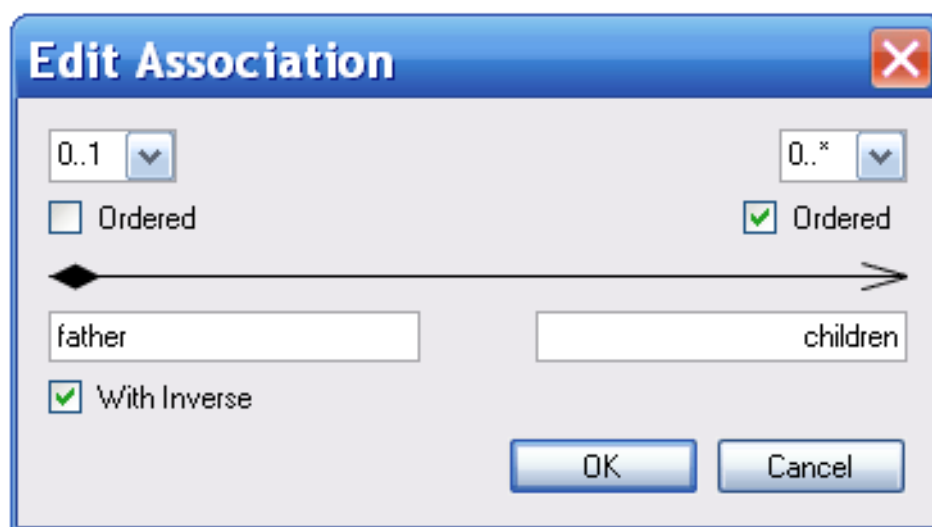 Edit Association
0..1 0..*
Ordered Ordered
father children
With Inverse
OK Cancel